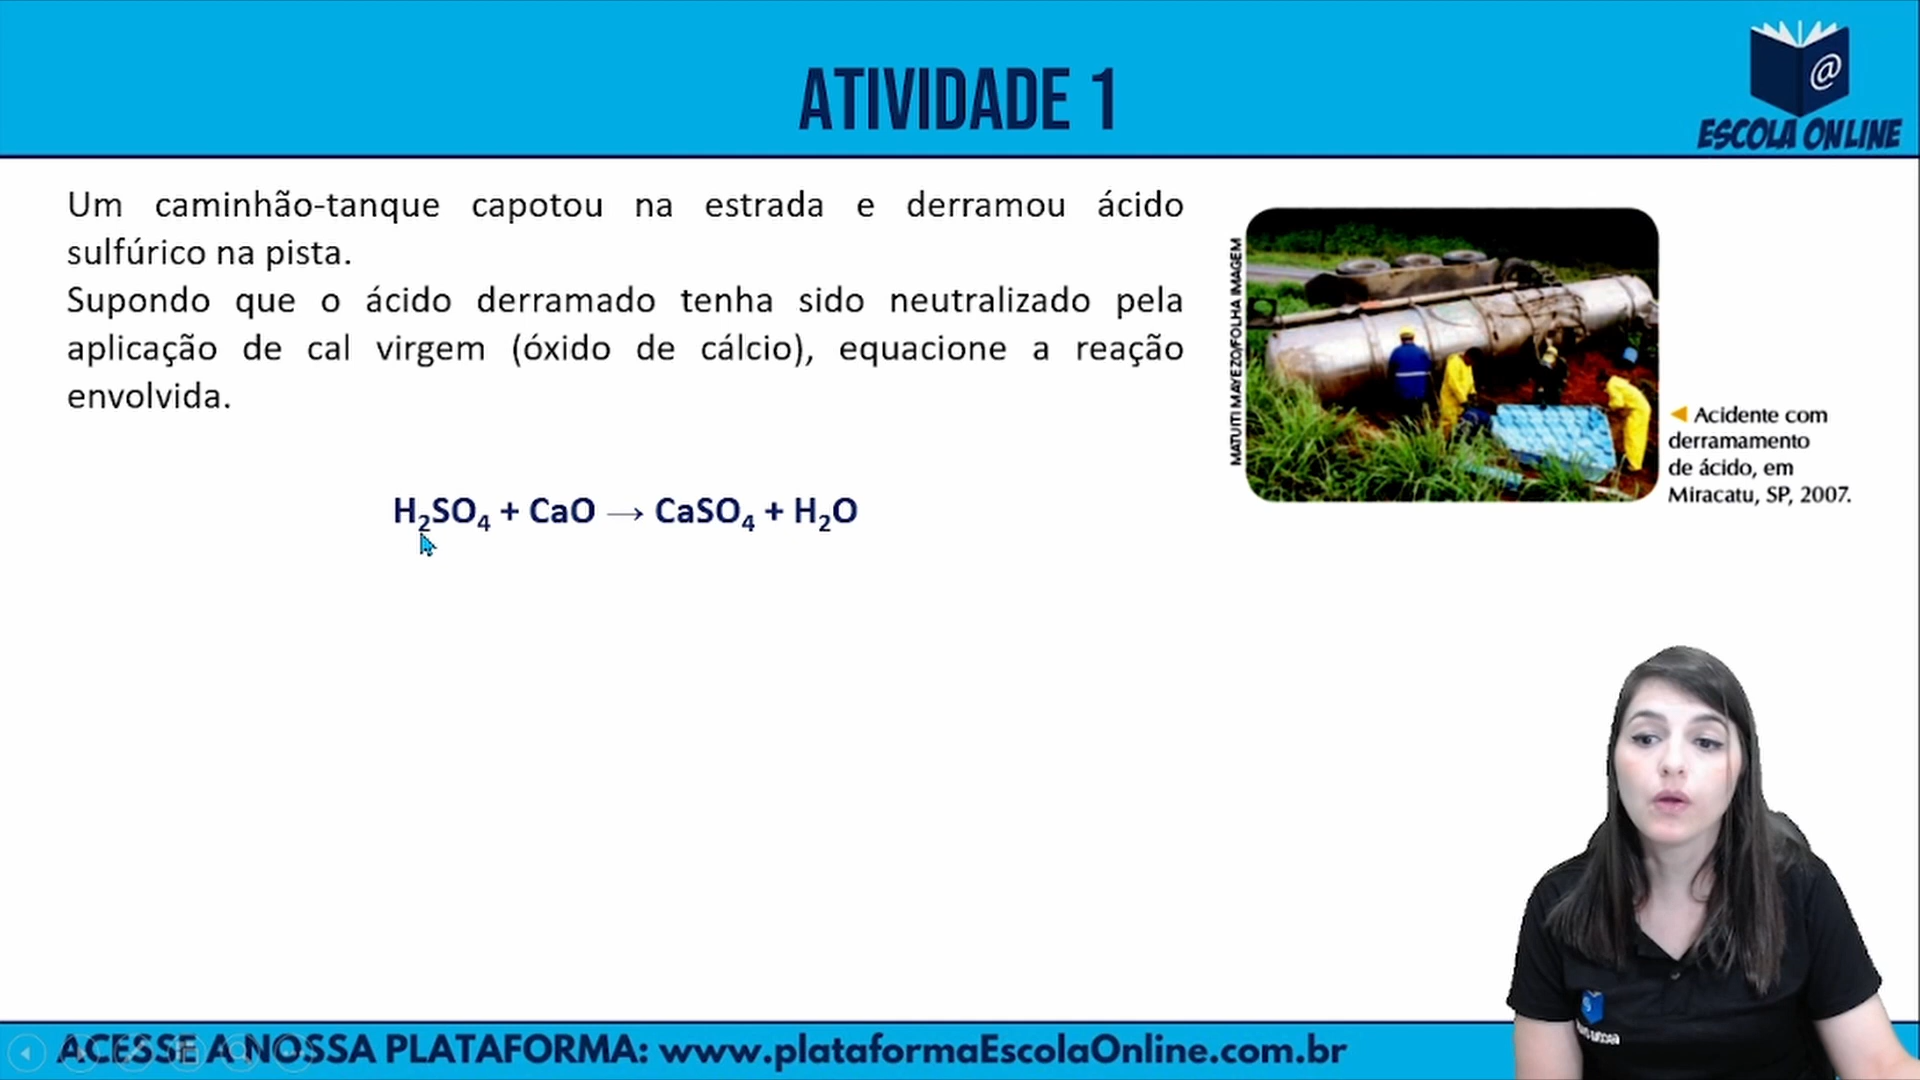 ATIVIDADE 1
@
ESCOLA ONLINE
Um caminhão-tanque capotou na estrada e derramou ácido
sulfúrico na pista.
Supondo que o ácido derramado tenha sido neutralizado pela
aplicação de cal virgem (óxido de cálcio), equacione a reação
envolvida.
H₂SO₄ + CaO → CaSO₄ + H₂O
MATUITI MAYEZO/FOLHA IMAGEM
◄ Acidente com
derramamento
de ácido, em
Miracatu, SP, 2007.
ACESSE A NOSSA PLATAFORMA: www.plataformaEscolaOnline.com.br